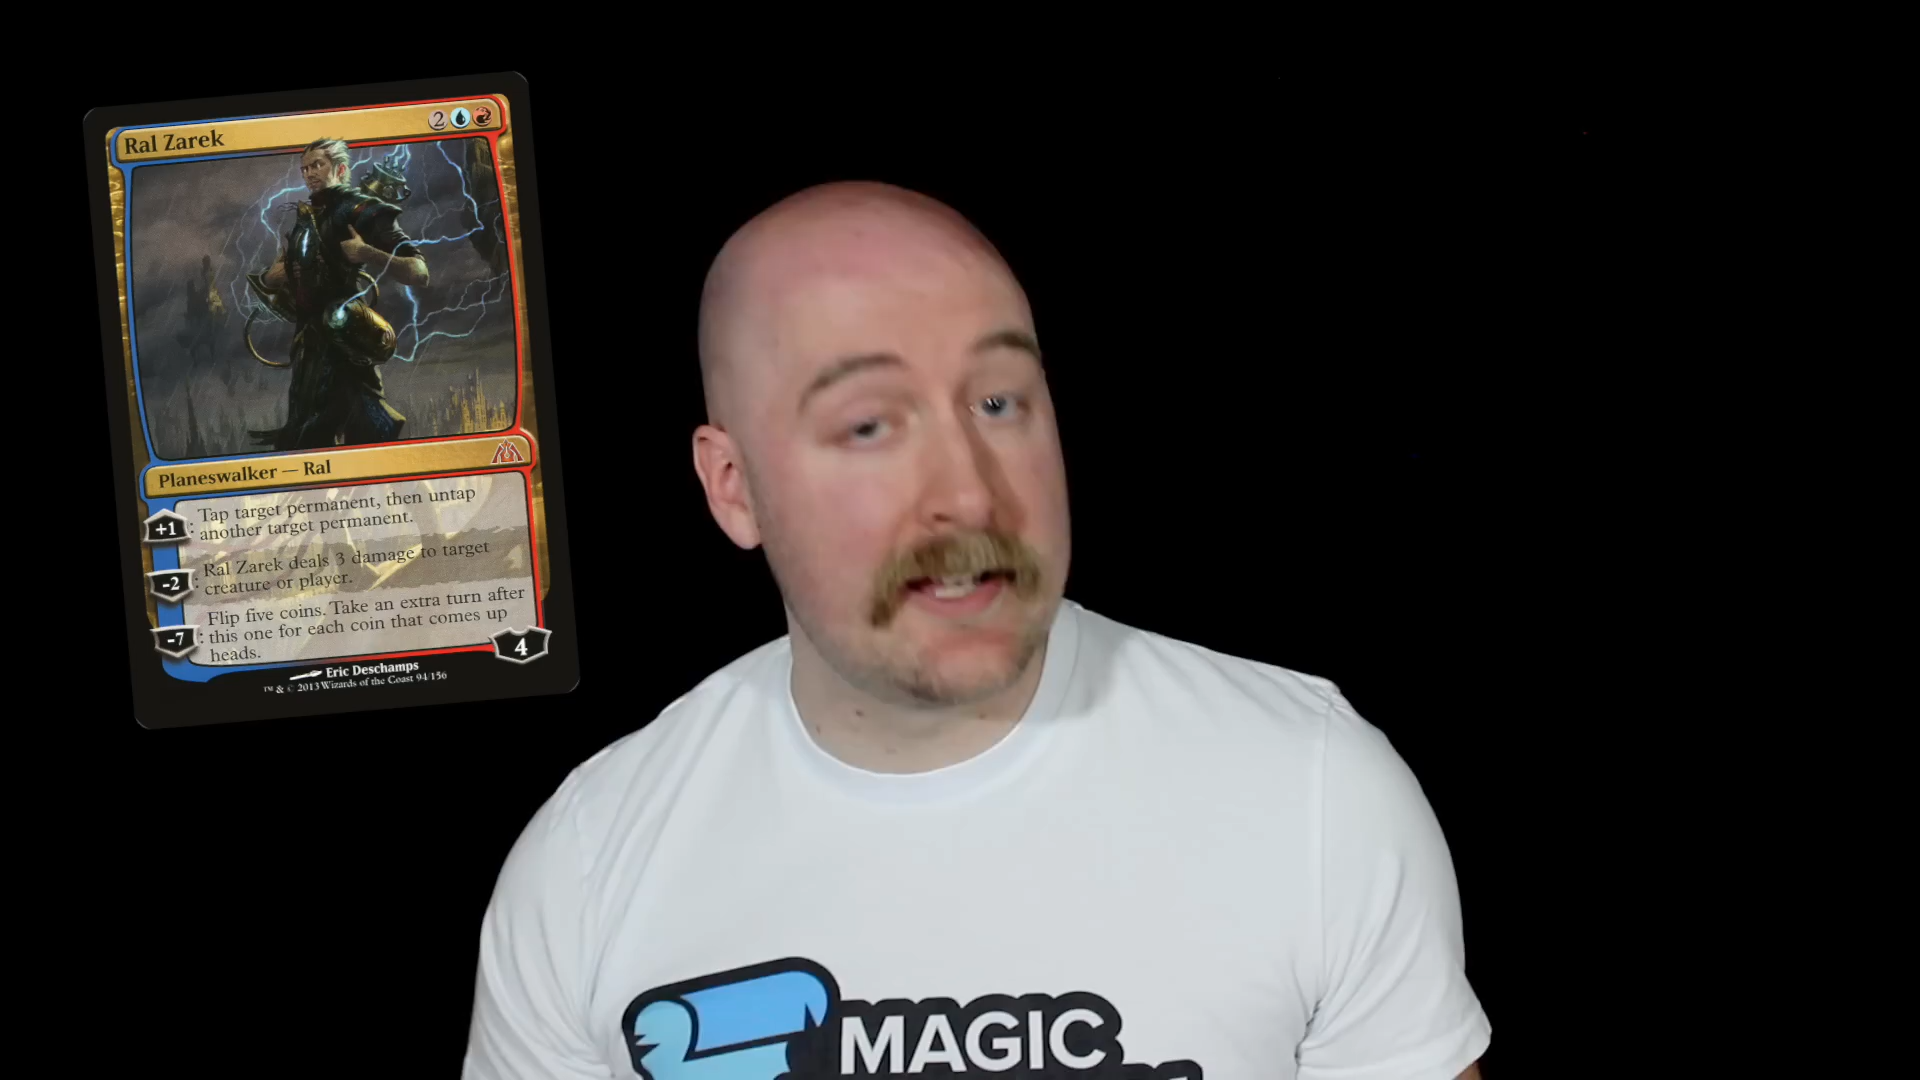 Ral Zarek
2
Planeswalker — Ral
+1: Tap target permanent, then untap
another target permanent.
-2: Ral Zarek deals 3 damage to target
creature or player.
-7: Flip five coins. Take an extra turn after
this one for each coin that comes up
heads.
4
Eric Deschamps
™ & © 2013 Wizards of the Coast 94/156
MAGIC